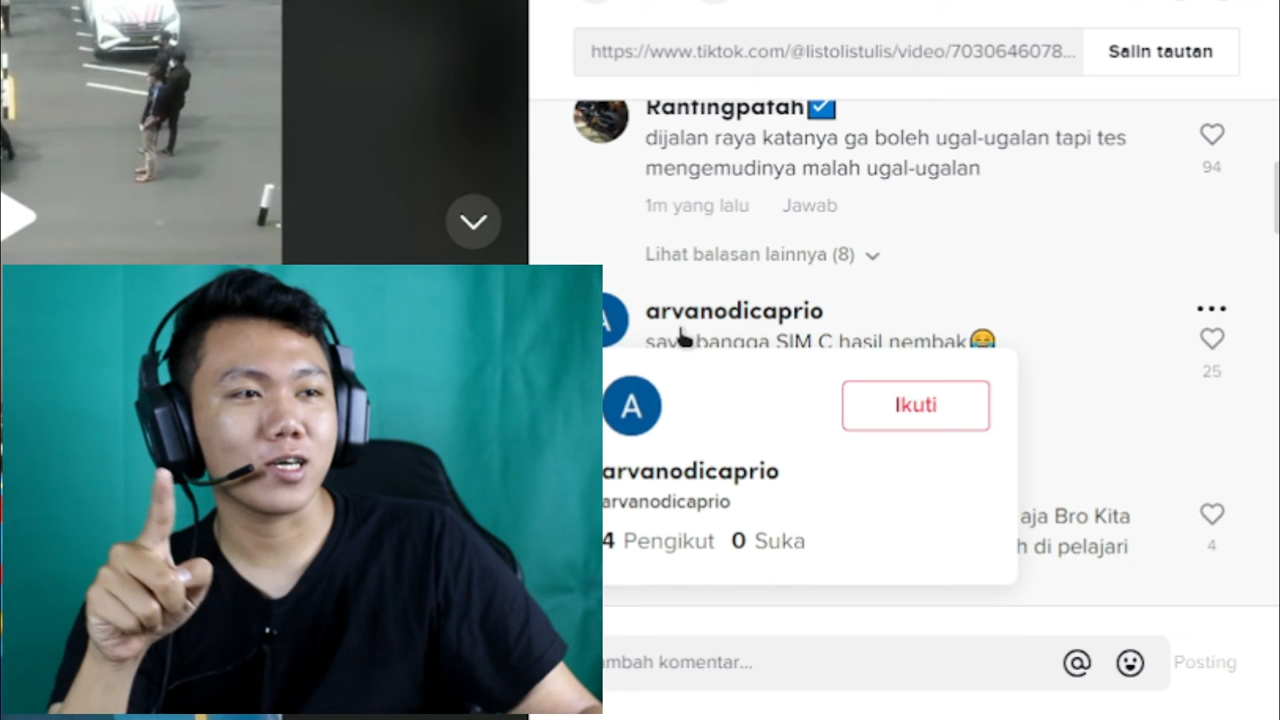 https://www.tiktok.com/@listolistulis/video/7030646078...
Salin tautan
Rantingpatah
dijalan raya katanya ga boleh ugal-ugalan tapi tes
mengemudinya malah ugal-ugalan
94
1m yang lalu Jawab
Lihat balasan lainnya (8)
arvanodicaprio
bangga SIM C hasil nembak😂
25
A
Ikuti
arvanodicaprio
arvanodicaprio
4 Pengikut 0 Suka
aja Bro Kita
di pelajari
4
komentar...
Posting